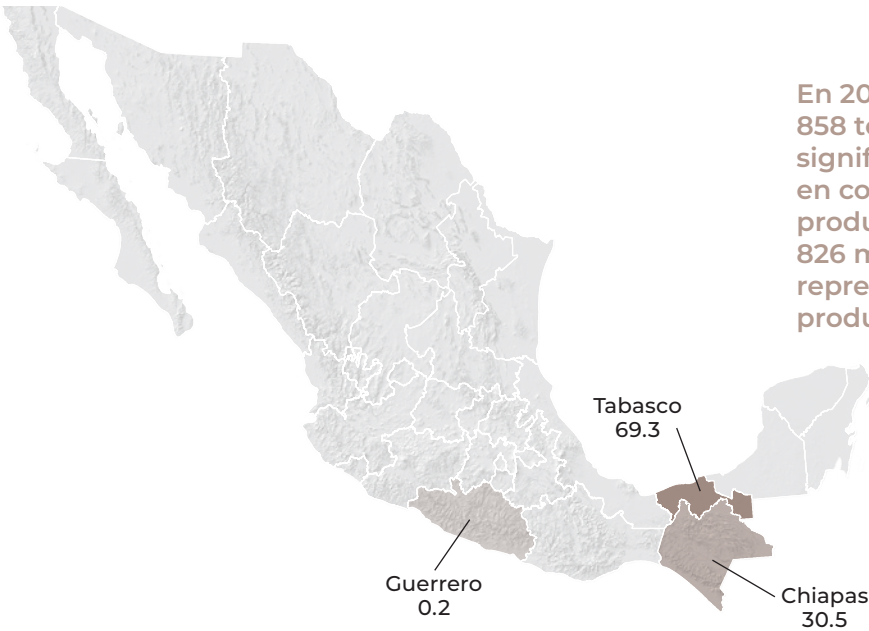 En 20
858 t
signif
en co
produ
826 m
repre
produ
Tabasco
69.3
Guerrero
0.2
Chiapas
30.5